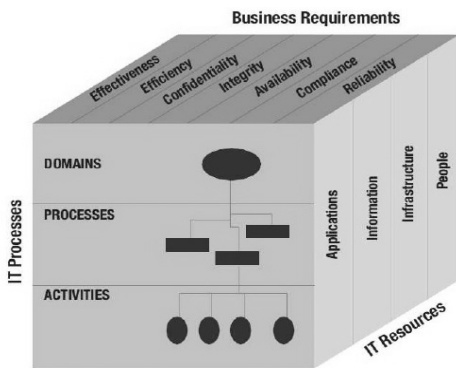 Business Requirements
Effectiveness
Efficiency
Confidentiality
Integrity
Availability
Compliance
Reliability
IT Processes
DOMAINS
PROCESSES
ACTIVITIES
Applications
Information
Infrastructure
People
IT Resources